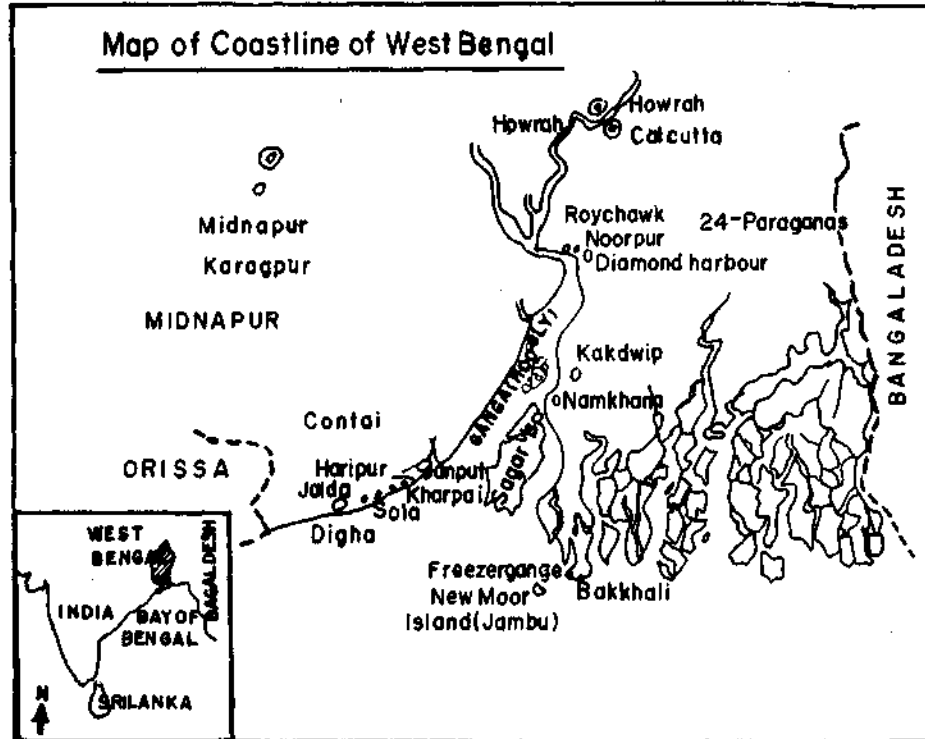 Map of Coastline of West Bengal
Howrah
Howrah
Calcutta
Midnapur
Karagpur
MIDNAPUR
Roychawk
Noorpur
Diamond harbour
24-Paraganas
BANGALADESH
Kakdwip
Namkhana
Contai
ORISSA
Haripur
Jalda
Junput
Kharpai
Sola
Digha
Sagar
Freezergange
New Moor
Island(Jambu)
Bakkhali
WEST
BENGAL
BAGALDESH
INDIA
BAY OF
BENGAL
SRILANKA
N